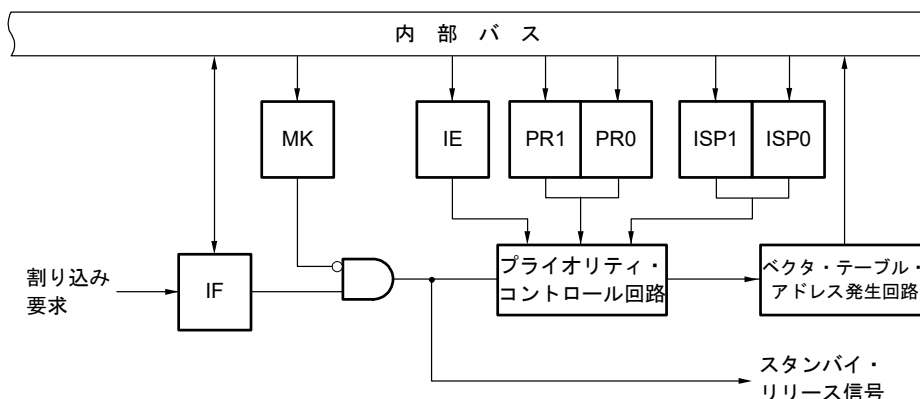 内 部 バ ス
MK
IE
PR1
PR0
ISP1
ISP0
割り込み
要求
IF
プライオリティ・
コントロール回路
ベクタ・テーブル・
アドレス発生回路
スタンバイ・
リリース信号